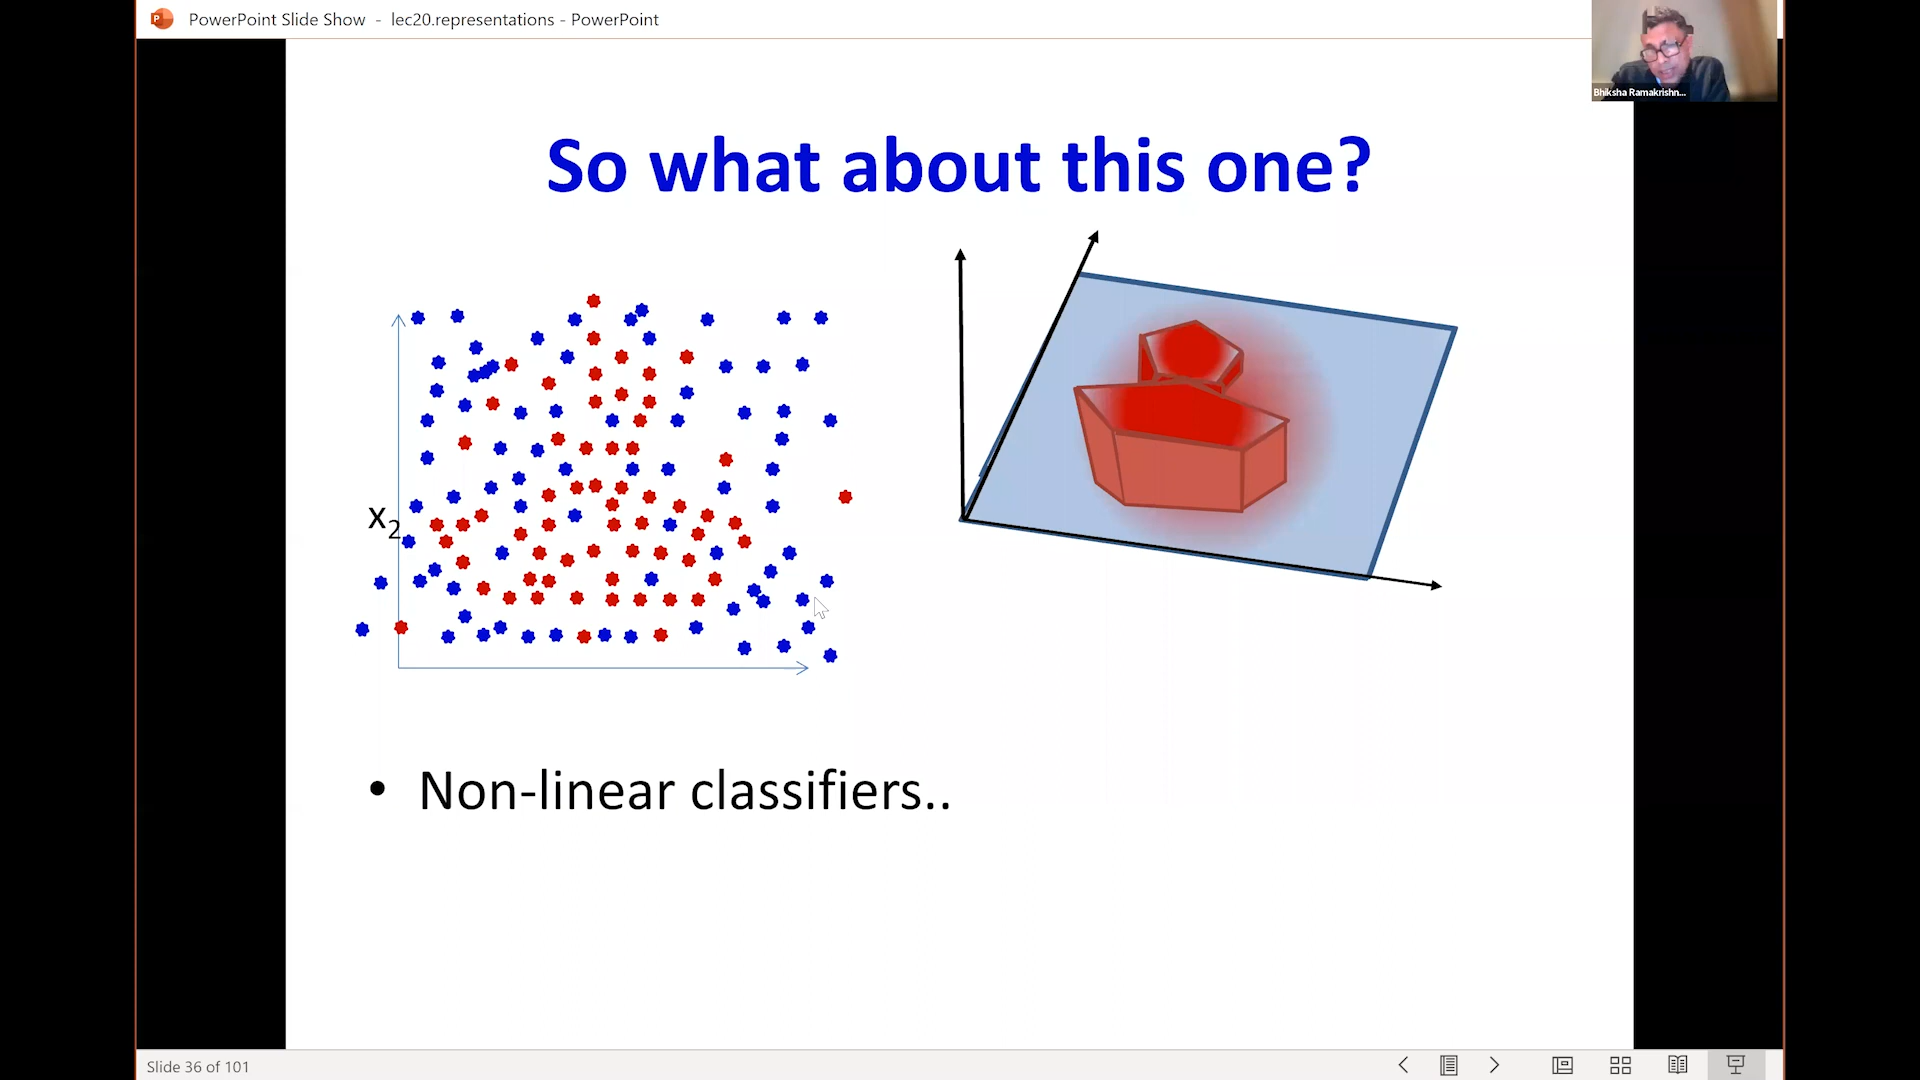 PowerPoint Slide Show - lec20.representations - PowerPoint
Bhiksha Ramakrishn...
So what about this one?
x2
• Non-linear classifiers..
Slide 36 of 101